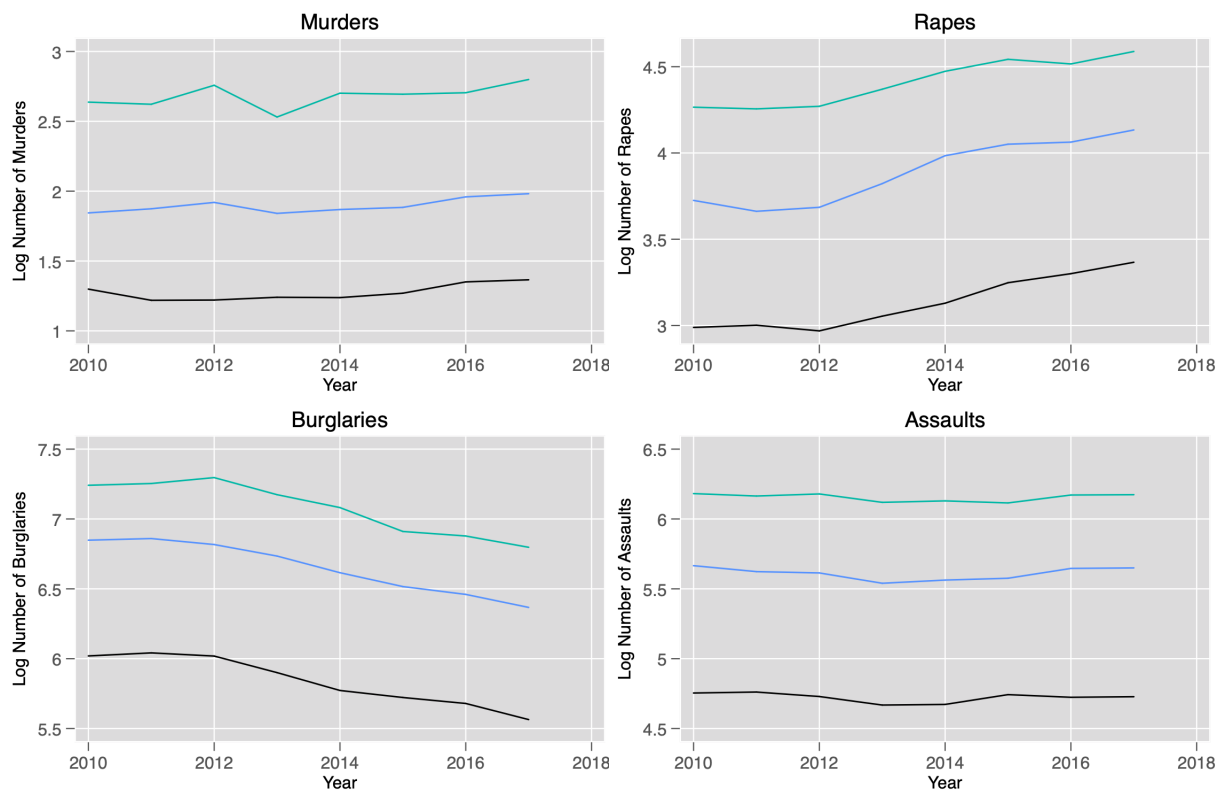 Murders
Log Number of Murders
3
2.5
2
1.5
1
2010 2012 2014 2016 2018
Year
Rapes
Log Number of Rapes
4.5
4
3.5
3
2010 2012 2014 2016 2018
Year
Burglaries
Log Number of Burglaries
7.5
7
6.5
6
5.5
2010 2012 2014 2016 2018
Year
Assaults
Log Number of Assaults
6.5
6
5.5
5
4.5
2010 2012 2014 2016 2018
Year